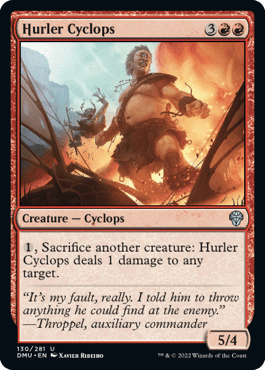 Hurler Cyclops 3
Creature — Cyclops
1, Sacrifice another creature: Hurler
Cyclops deals 1 damage to any
target.
“It’s my fault, really. I told him to throw
anything he could find at the enemy.”
—Throppel, auxiliary commander
5/4
130/281 U
DMU • EN Xavier Ribeiro ™ & © 2022 Wizards of the Coast